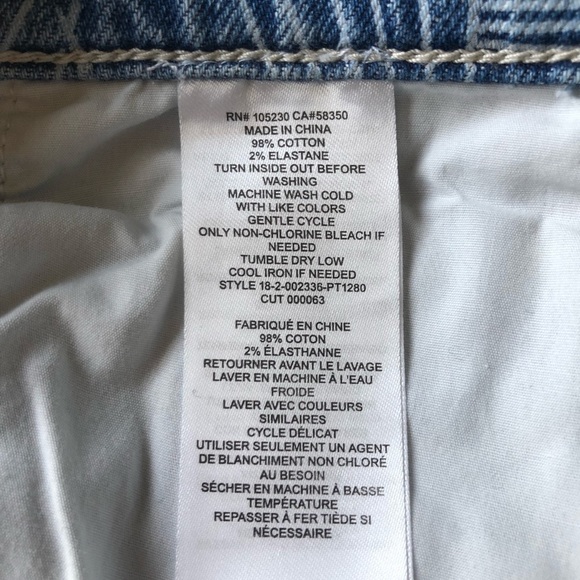 RN# 105230 CA#58350
MADE IN CHINA
98% COTTON
2% ELASTANE
TURN INSIDE OUT BEFORE
WASHING
MACHINE WASH COLD
WITH LIKE COLORS
GENTLE CYCLE
ONLY NON-CHLORINE BLEACH IF
NEEDED
TUMBLE DRY LOW
COOL IRON IF NEEDED
STYLE 18-2-002336-PT1280
CUT 000063
FABRIQUÉ EN CHINE
98% COTON
2% ÉLASTHANNE
RETOURNER AVANT LE LAVAGE
LAVER EN MACHINE À L'EAU
FROIDE
LAVER AVEC COULEURS
SIMILAIRES
CYCLE DÉLICAT
UTILISER SEULEMENT UN AGENT
DE BLANCHIMENT NON CHLORÉ
AU BESOIN
SÉCHER EN MACHINE À BASSE
TEMPÉRATURE
REPASSER À FER TIÈDE SI
NÉCESSAIRE